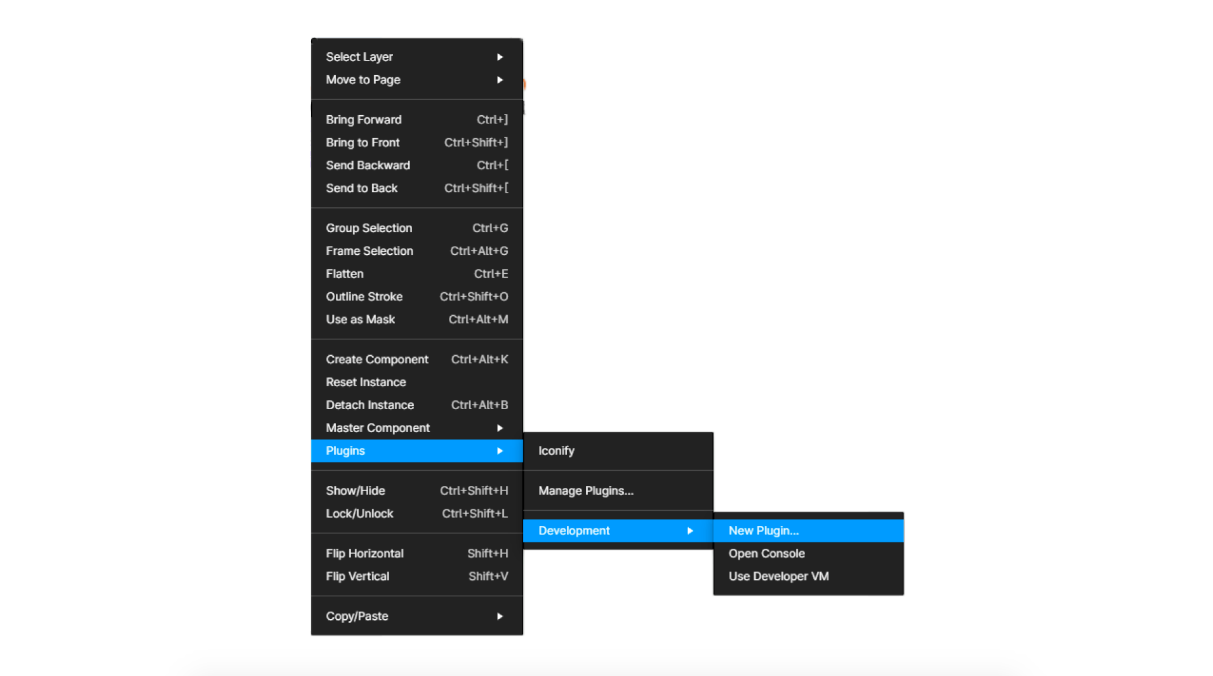 Select Layer
Move to Page
Bring Forward Ctrl+]
Bring to Front Ctrl+Shift+]
Send Backward Ctrl+[
Send to Back Ctrl+Shift+[
Group Selection Ctrl+G
Frame Selection Ctrl+Alt+G
Flatten Ctrl+E
Outline Stroke Ctrl+Shift+O
Use as Mask Ctrl+Alt+M
Create Component Ctrl+Alt+K
Reset Instance
Detach Instance Ctrl+Alt+B
Master Component
Plugins
Show/Hide Ctrl+Shift+H
Lock/Unlock Ctrl+Shift+L
Flip Horizontal Shift+H
Flip Vertical Shift+V
Copy/Paste
Iconify
Manage Plugins...
Development
New Plugin...
Open Console
Use Developer VM